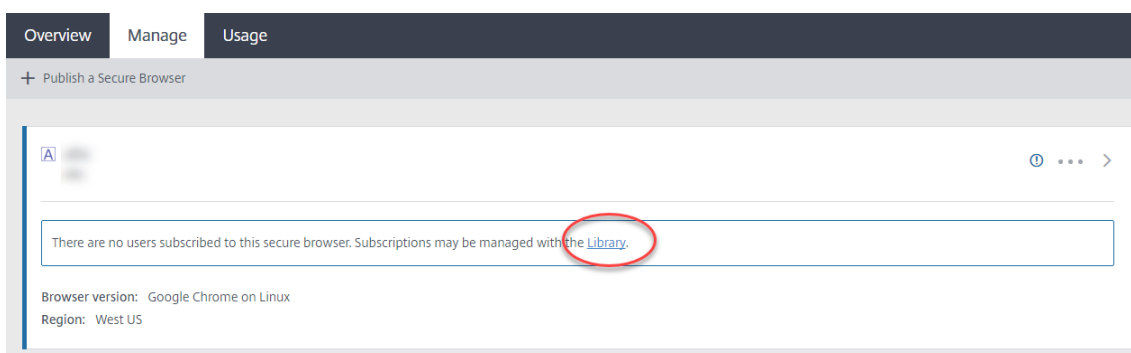 Overview Manage Usage
+ Publish a Secure Browser
A
There are no users subscribed to this secure browser. Subscriptions may be managed with the Library.
Browser version: Google Chrome on Linux
Region: West US